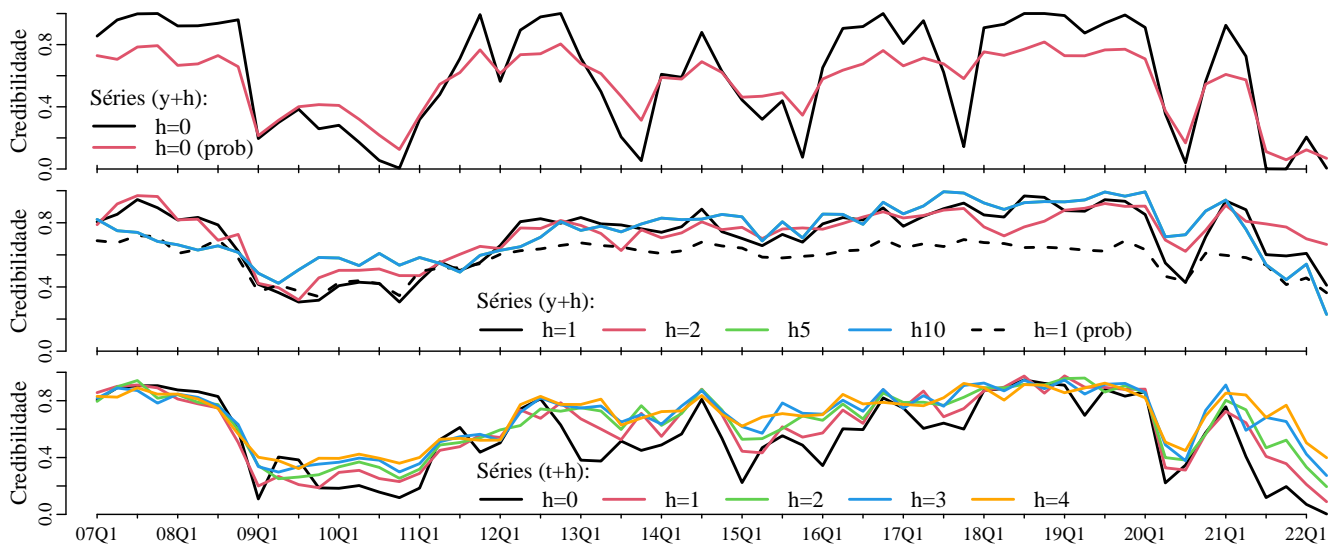 Credibilidade
0.8
0.4
0.0
Séries (y+h):
h=0
h=0 (prob)
Credibilidade
0.8
0.4
0.0
Séries (y+h):
h=1 h=2 h5 h10 h=1 (prob)
Credibilidade
0.8
0.4
0.0
Séries (t+h):
h=0 h=1 h=2 h=3 h=4
07Q1 08Q1 09Q1 10Q1 11Q1 12Q1 13Q1 14Q1 15Q1 16Q1 17Q1 18Q1 19Q1 20Q1 21Q1 22Q1